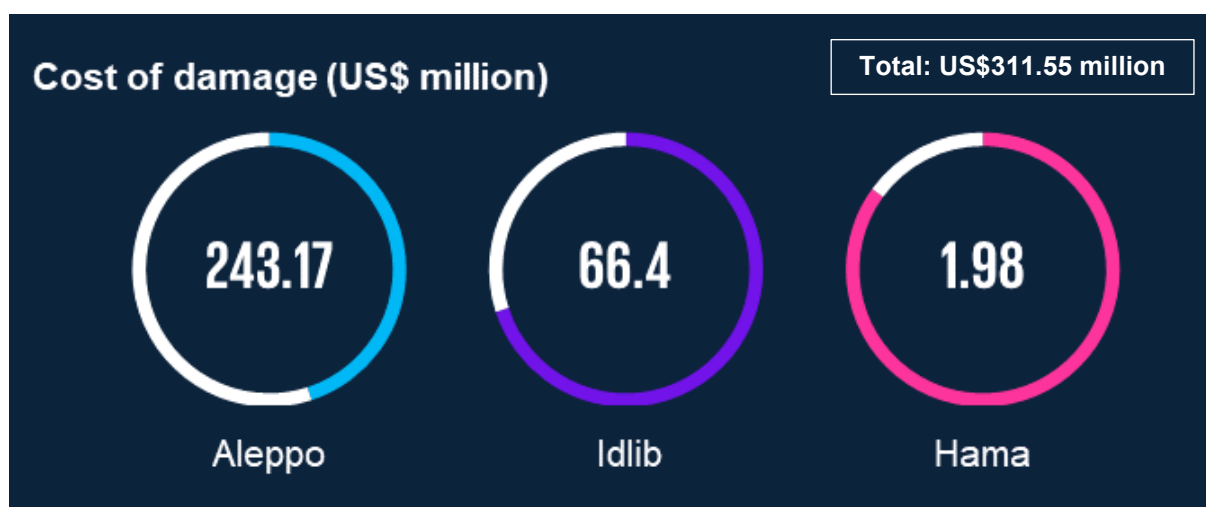 Cost of damage (US$ million)
Total: US$311.55 million
243.17
66.4
1.98
Aleppo
Idlib
Hama